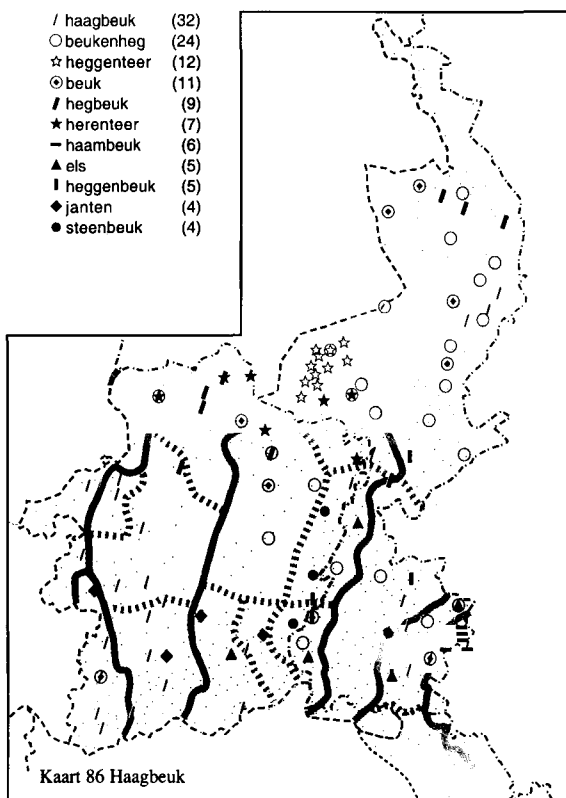 haagbeuk (32)
beukenheg (24)
heggenteer (12)
beuk (11)
hegbeuk (9)
herenteer (7)
haambeuk (6)
els (5)
heggenbeuk (5)
janten (4)
steenbeuk (4)
Kaart 86 Haagbeuk